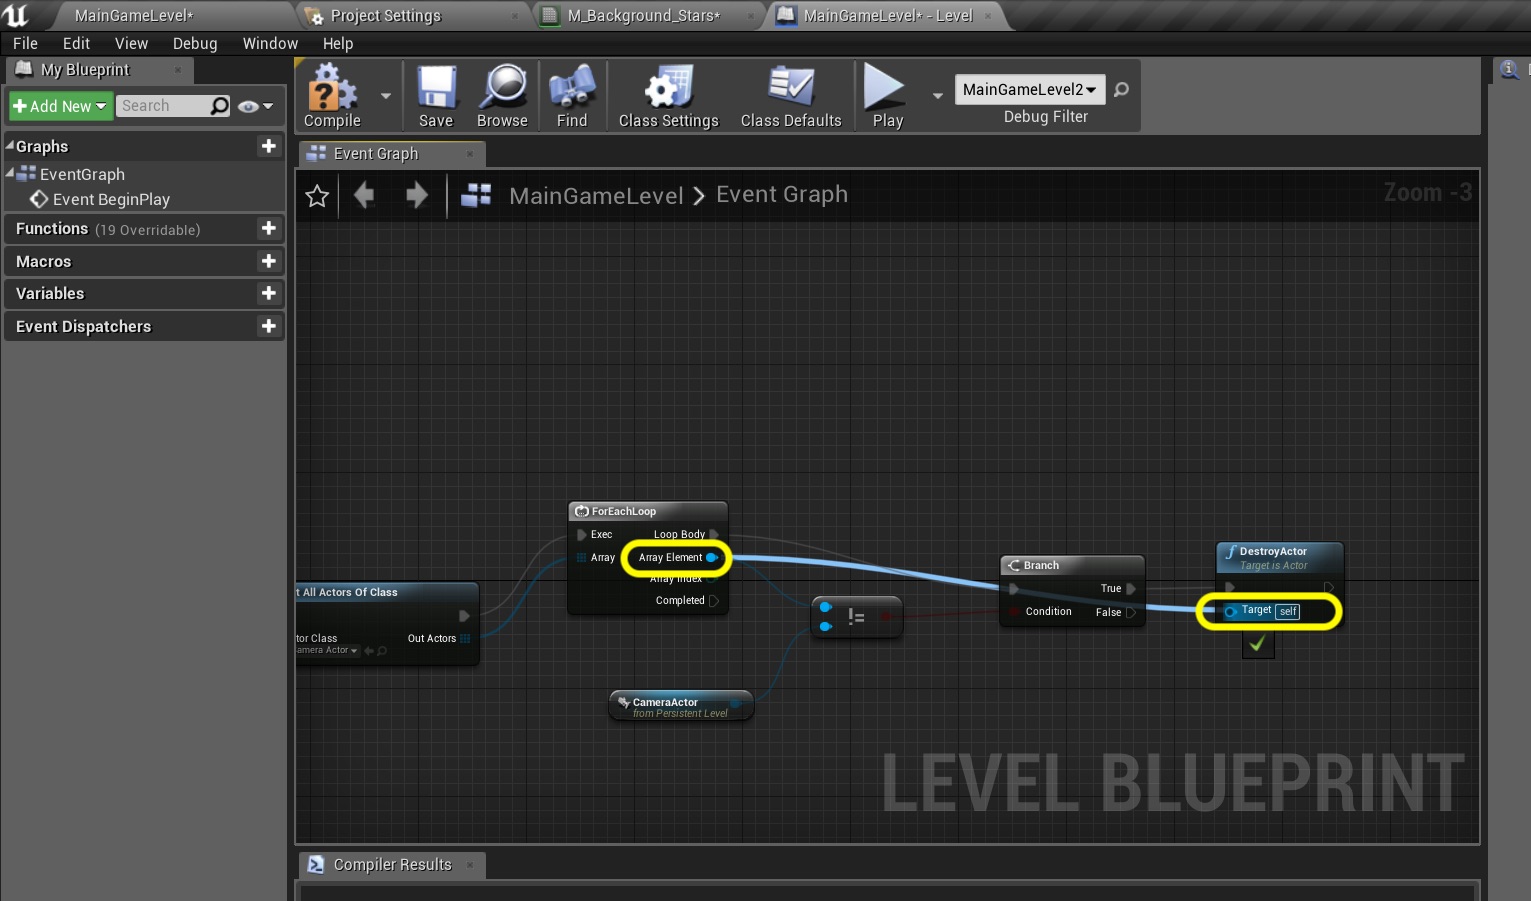 MainGameLevel*
Project Settings
M_Background_Stars*
MainGameLevel* - Level
File Edit View Debug Window Help
My Blueprint
Add New
Search
Graphs
EventGraph
Event BeginPlay
Functions (19 Overridable)
Macros
Variables
Event Dispatchers
Compile
Save
Browse
Find
Class Settings
Class Defaults
Play
MainGameLevel2
Debug Filter
Event Graph
MainGameLevel > Event Graph
Zoom -3
t All Actors Of Class
tor Class
amera Actor
Out Actors
ForEachLoop
Exec
Loop Body
Array
Array Element
Array Index
Completed
!=
CameraActor
from Persistent Level
Branch
True
Condition
False
DestroyActor
Target is Actor
Target self
LEVEL BLUEPRINT
Compiler Results